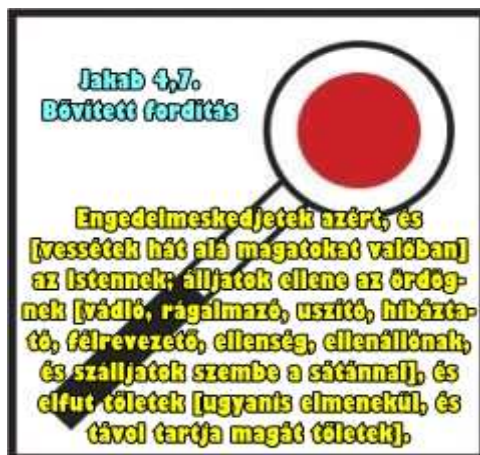 Jakab 4,7.
Bővített fordítás
Engedelmeskedjetek azért, és
[vessétek hát alá magatokat valóban]
az Istennek; álljatok ellene az ördög-
nek [vádló, rágalmazó, uszító, hibázta-
tó, félrevezető, ellenség, ellenállónak,
és szálljatok szembe a sátánnal], és
elfut tőletek [ugyanis elmenekül, és
távol tartja magát tőletek].